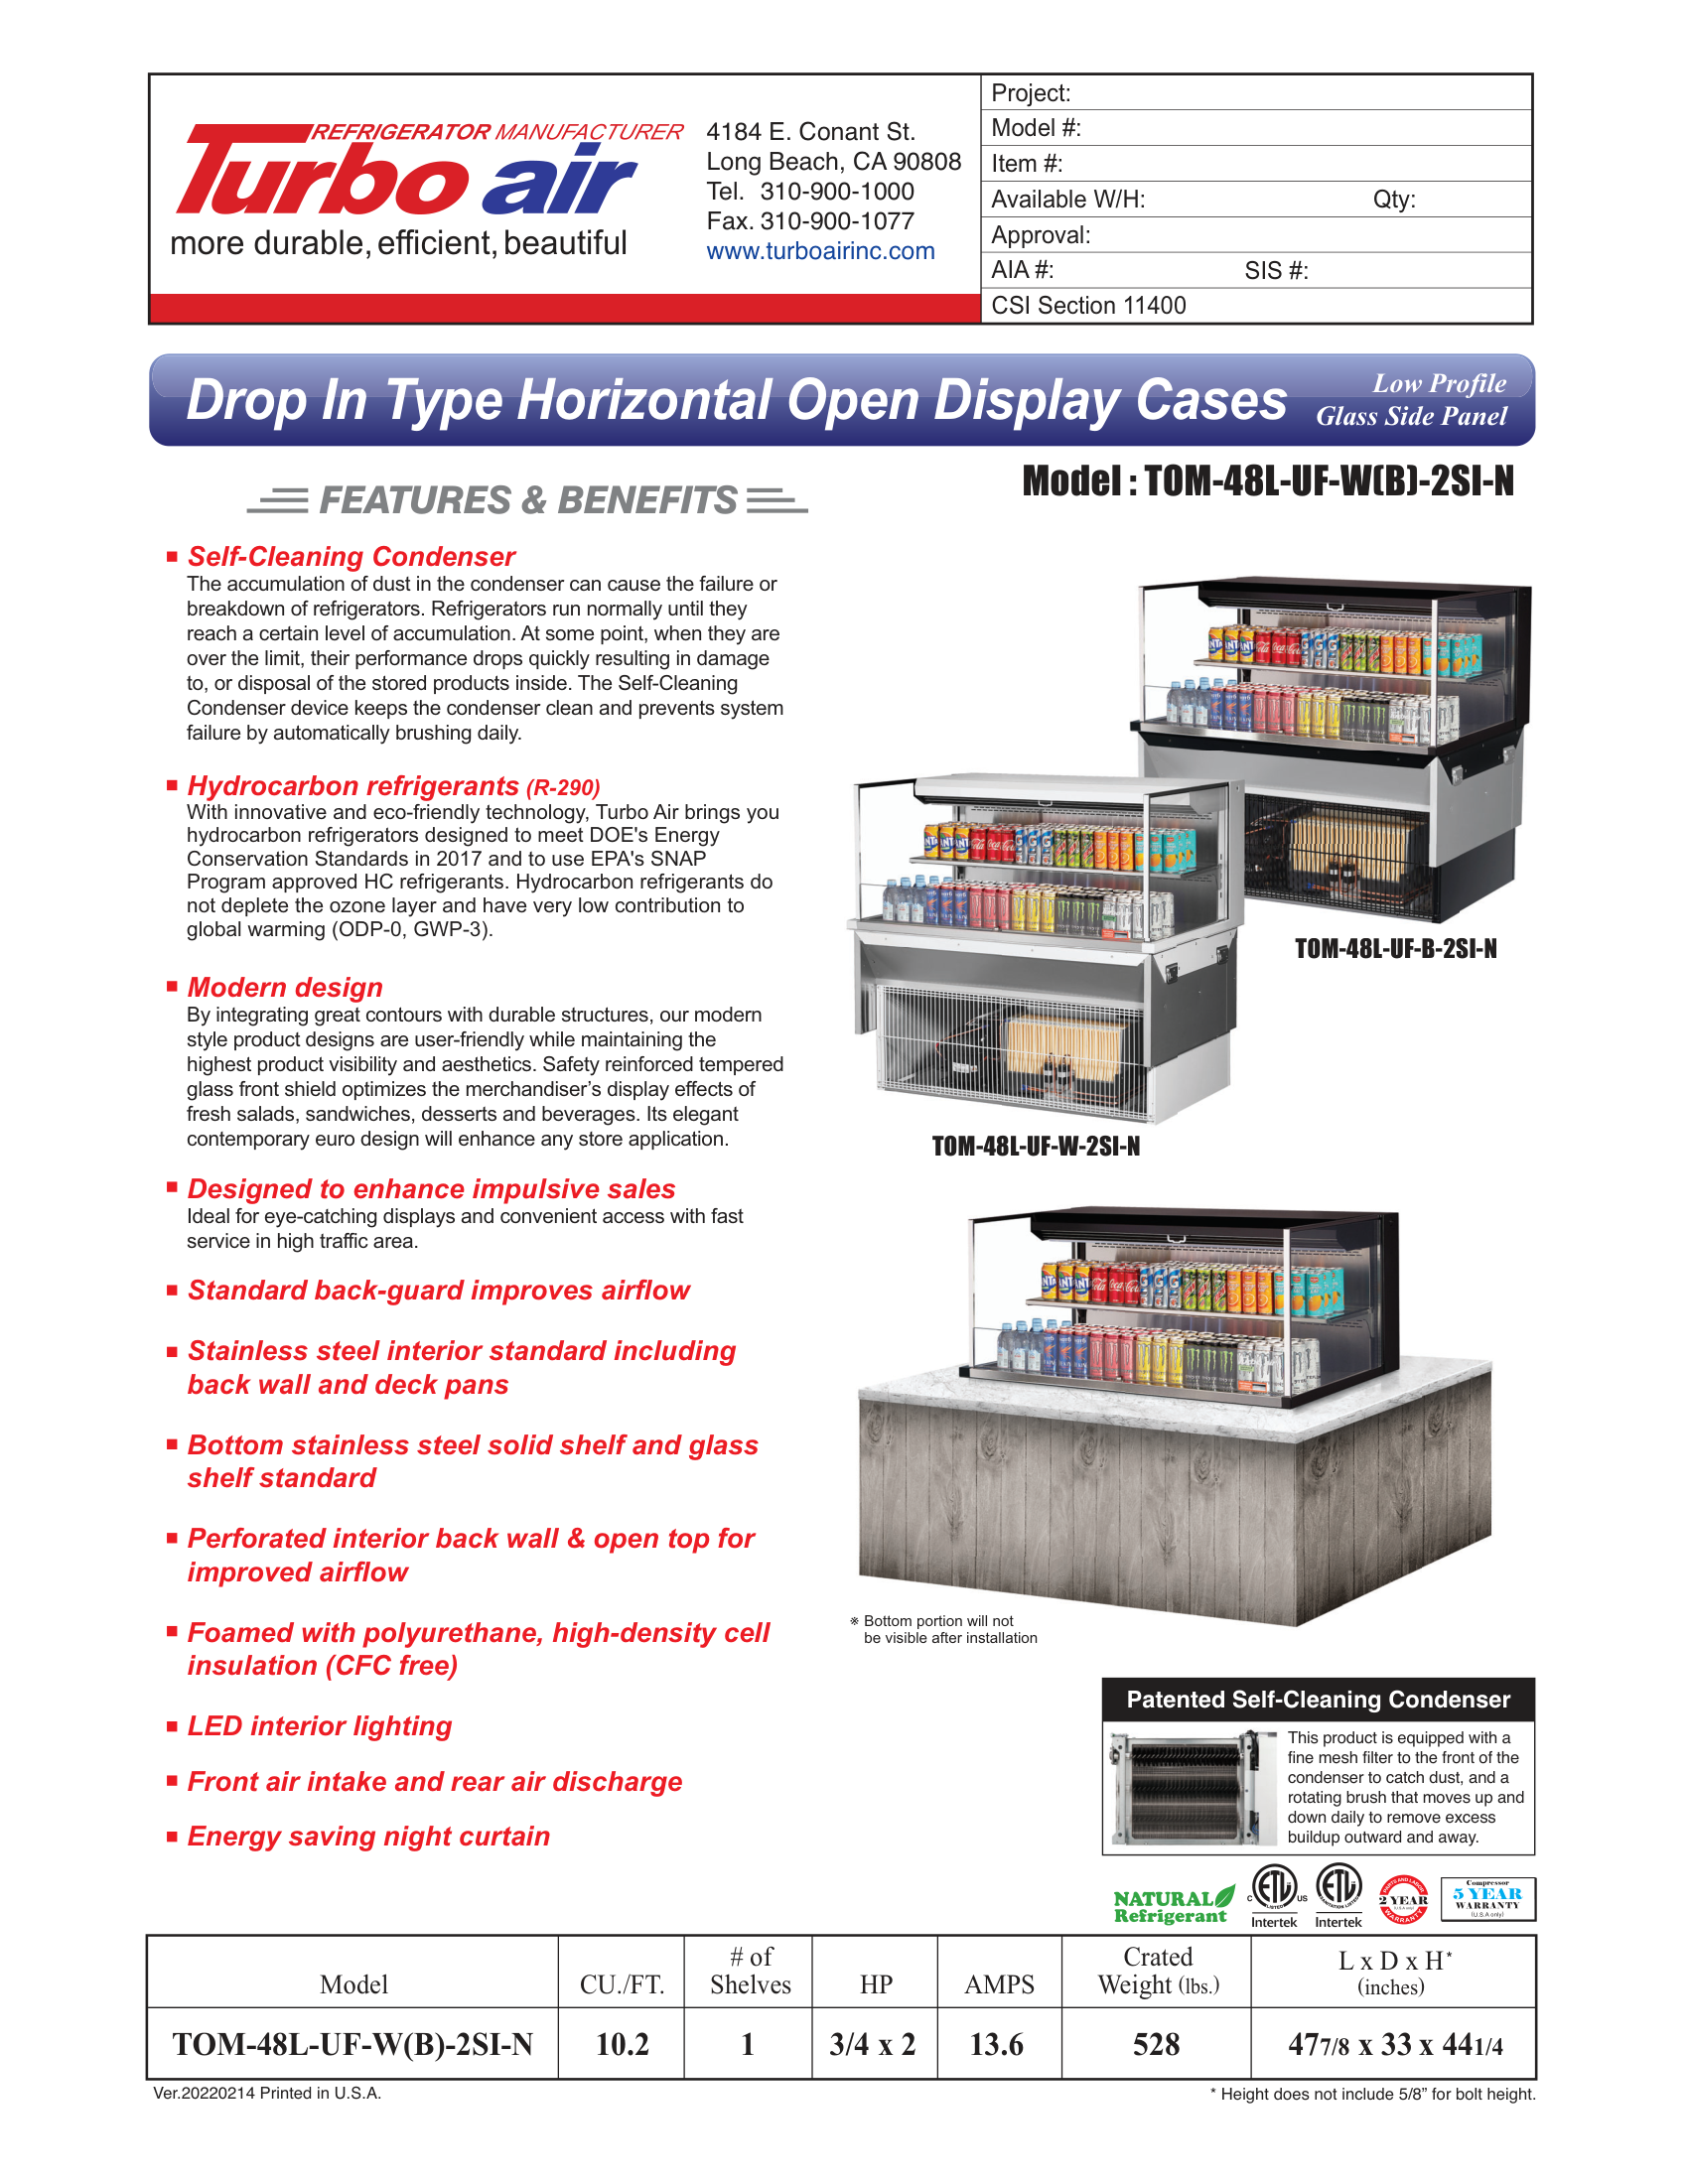 REFRIGERATOR MANUFACTURER
Turbo air
more durable, efficient, beautiful
4184 E. Conant St.
Long Beach, CA 90808
Tel. 310-900-1000
Fax. 310-900-1077
www.turboairinc.com
Project:
Model #:
Item #:
Available W/H: Qty:
Approval:
AIA #: SIS #:
CSI Section 11400
Drop In Type Horizontal Open Display Cases
Low Profile
Glass Side Panel
Model : TOM-48L-UF-W(B)-2SI-N
FEATURES & BENEFITS
Self-Cleaning Condenser
The accumulation of dust in the condenser can cause the failure or
breakdown of refrigerators. Refrigerators run normally until they
reach a certain level of accumulation. At some point, when they are
over the limit, their performance drops quickly resulting in damage
to, or disposal of the stored products inside. The Self-Cleaning
Condenser device keeps the condenser clean and prevents system
failure by automatically brushing daily.
Hydrocarbon refrigerants (R-290)
With innovative and eco-friendly technology, Turbo Air brings you
hydrocarbon refrigerators designed to meet DOE's Energy
Conservation Standards in 2017 and to use EPA's SNAP
Program approved HC refrigerants. Hydrocarbon refrigerants do
not deplete the ozone layer and have very low contribution to
global warming (ODP-0, GWP-3).
Modern design
By integrating great contours with durable structures, our modern
style product designs are user-friendly while maintaining the
highest product visibility and aesthetics. Safety reinforced tempered
glass front shield optimizes the merchandiser’s display effects of
fresh salads, sandwiches, desserts and beverages. Its elegant
contemporary euro design will enhance any store application.
Designed to enhance impulsive sales
Ideal for eye-catching displays and convenient access with fast
service in high traffic area.
Standard back-guard improves airflow
Stainless steel interior standard including
back wall and deck pans
Bottom stainless steel solid shelf and glass
shelf standard
Perforated interior back wall & open top for
improved airflow
Foamed with polyurethane, high-density cell
insulation (CFC free)
LED interior lighting
Front air intake and rear air discharge
Energy saving night curtain
TOM-48L-UF-B-2SI-N
TOM-48L-UF-W-2SI-N
※ Bottom portion will not
be visible after installation
Patented Self-Cleaning Condenser
This product is equipped with a
fine mesh filter to the front of the
condenser to catch dust, and a
rotating brush that moves up and
down daily to remove excess
buildup outward and away.
NATURAL
Refrigerant
C ETL US
LISTED
Intertek
ETL
SANITATION LISTED
Intertek
PARTS AND LABOR
2 YEAR
(U.S.A only)
WARRANTY
Compressor
5 YEAR
WARRANTY
(U.S.A only)
Model CU./FT. # of Shelves HP AMPS Crated Weight (lbs.) L x D x H* (inches)
TOM-48L-UF-W(B)-2SI-N 10.2 1 3/4 x 2 13.6 528 47 7/8 x 33 x 44 1/4
Ver.20220214 Printed in U.S.A.
* Height does not include 5/8” for bolt height.